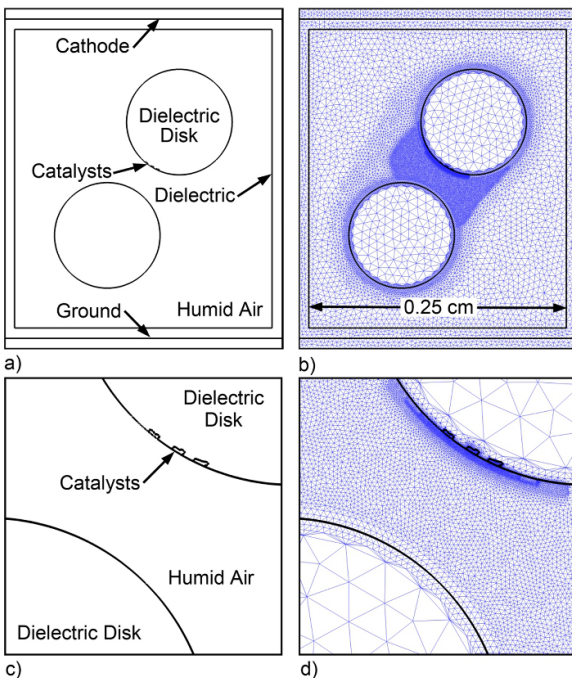 Cathode
Dielectric
Disk
Catalysts
Dielectric
Ground
Humid Air
a)
0.25 cm
b)
Dielectric
Disk
Catalysts
Humid Air
Dielectric Disk
c)
d)